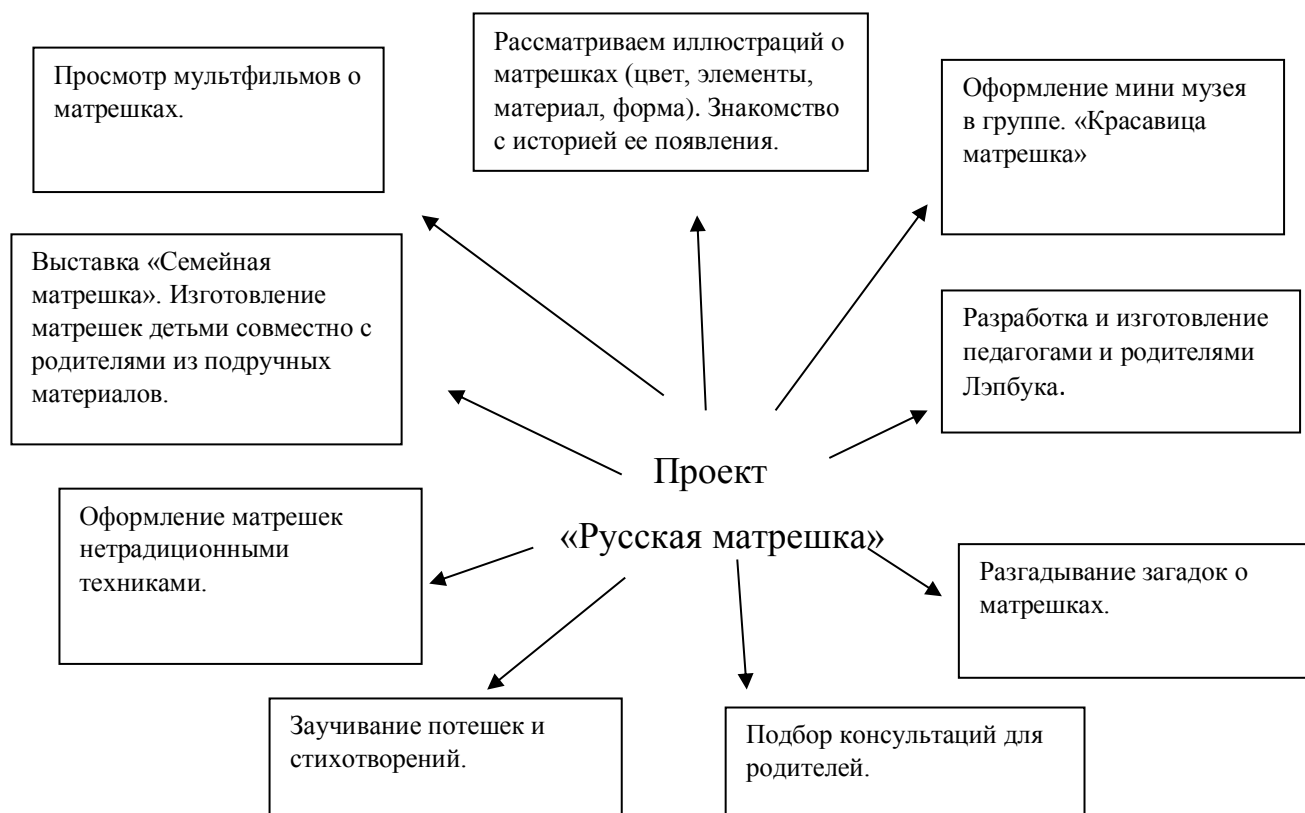 Просмотр мультфильмов о
матрешках.
Рассматриваем иллюстраций о
матрешках (цвет, элементы,
материал, форма). Знакомство
с историей ее появления.
Оформление мини музея
в группе. «Красавица
матрешка»
Выставка «Семейная
матрешка». Изготовление
матрешек детьми совместно с
родителями из подручных
материалов.
Разработка и изготовление
педагогами и родителями
Лэпбука.
Проект
«Русская матрешка»
Оформление матрешек
нетрадиционными
техниками.
Разгадывание загадок о
матрешках.
Заучивание потешек и
стихотворений.
Подбор консультаций для
родителей.